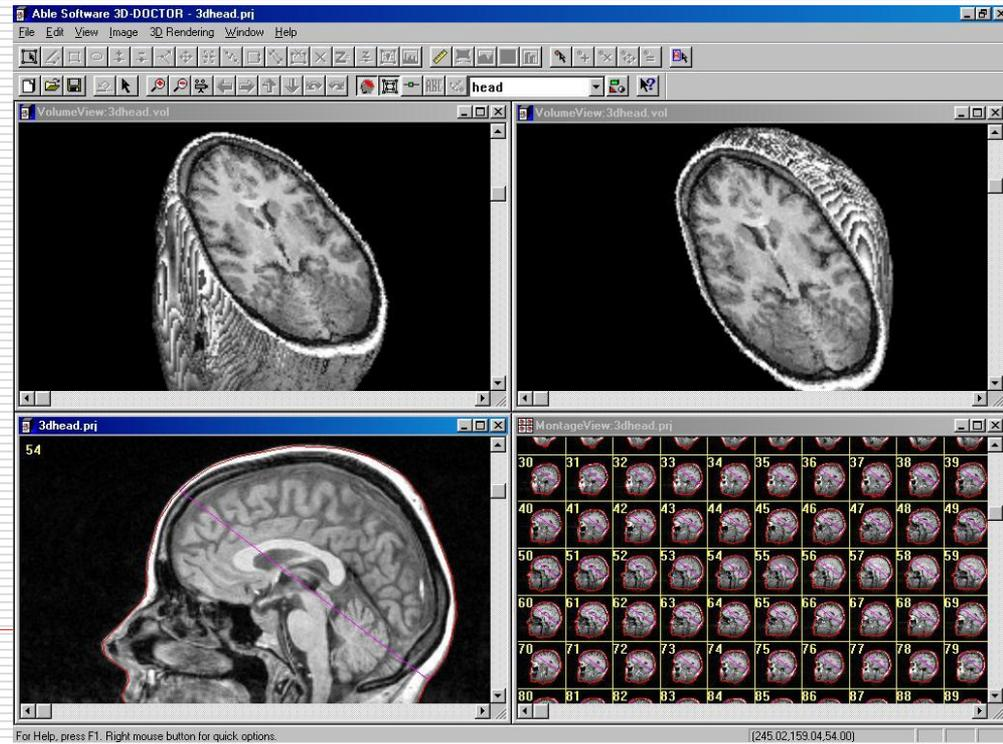 Able Software 3D-DOCTOR - 3dhead.prj
File Edit View Image 3D Rendering Window Help
head
VolumeView:3dhead.vol
VolumeView:3dhead.vol
3dhead.prj
54
MontageView:3dhead.prj
30 31 32 33 34 35 36 37 38 39
40 41 42 43 44 45 46 47 48 49
50 51 52 53 54 55 56 57 58 59
60 61 62 63 64 65 66 67 68 69
70 71 72 73 74 75 76 77 78 79
80 81 82 83 84 85 86 87 88 89
For Help, press F1. Right mouse button for quick options.
(245.02,159.04,54.00)